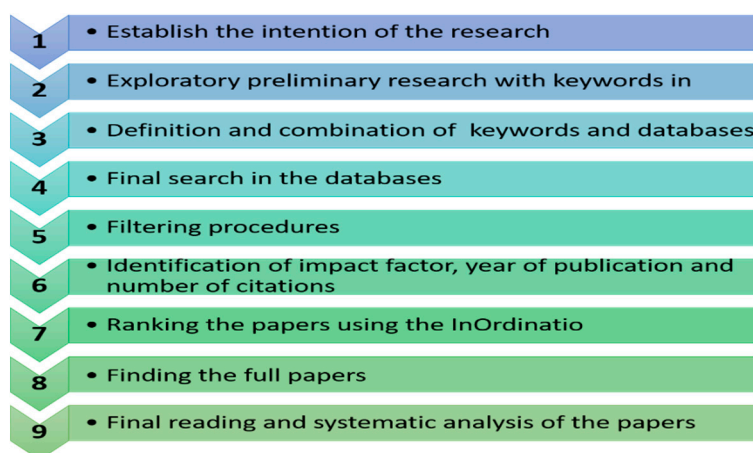 1 • Establish the intention of the research
2 • Exploratory preliminary research with keywords in
3 • Definition and combination of keywords and databases
4 • Final search in the databases
5 • Filtering procedures
6 • Identification of impact factor, year of publication and
number of citations
7 • Ranking the papers using the InOrdinatio
8 • Finding the full papers
9 • Final reading and systematic analysis of the papers